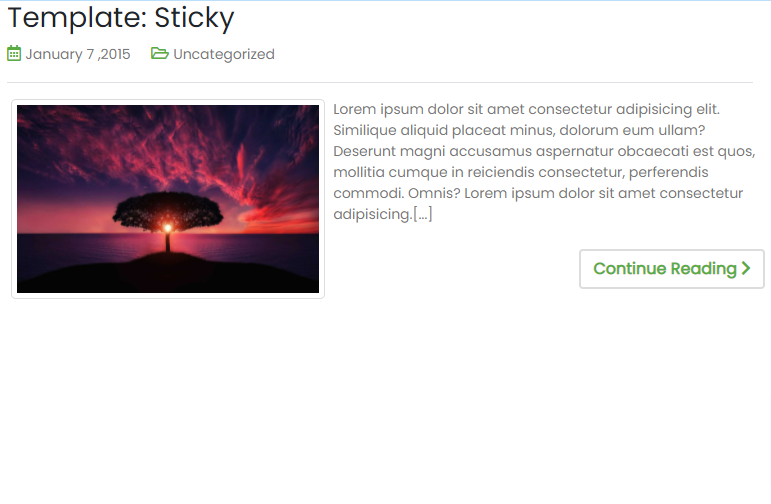 Template: Sticky
January 7 ,2015 Uncategorized
Lorem ipsum dolor sit amet consectetur adipisicing elit.
Similique aliquid placeat minus, dolorum eum ullam?
Deserunt magni accusamus aspernatur obcaecati est quos,
mollitia cumque in reiciendis consectetur, perferendis
commodi. Omnis? Lorem ipsum dolor sit amet consectetur
adipisicing.[...]
Continue Reading